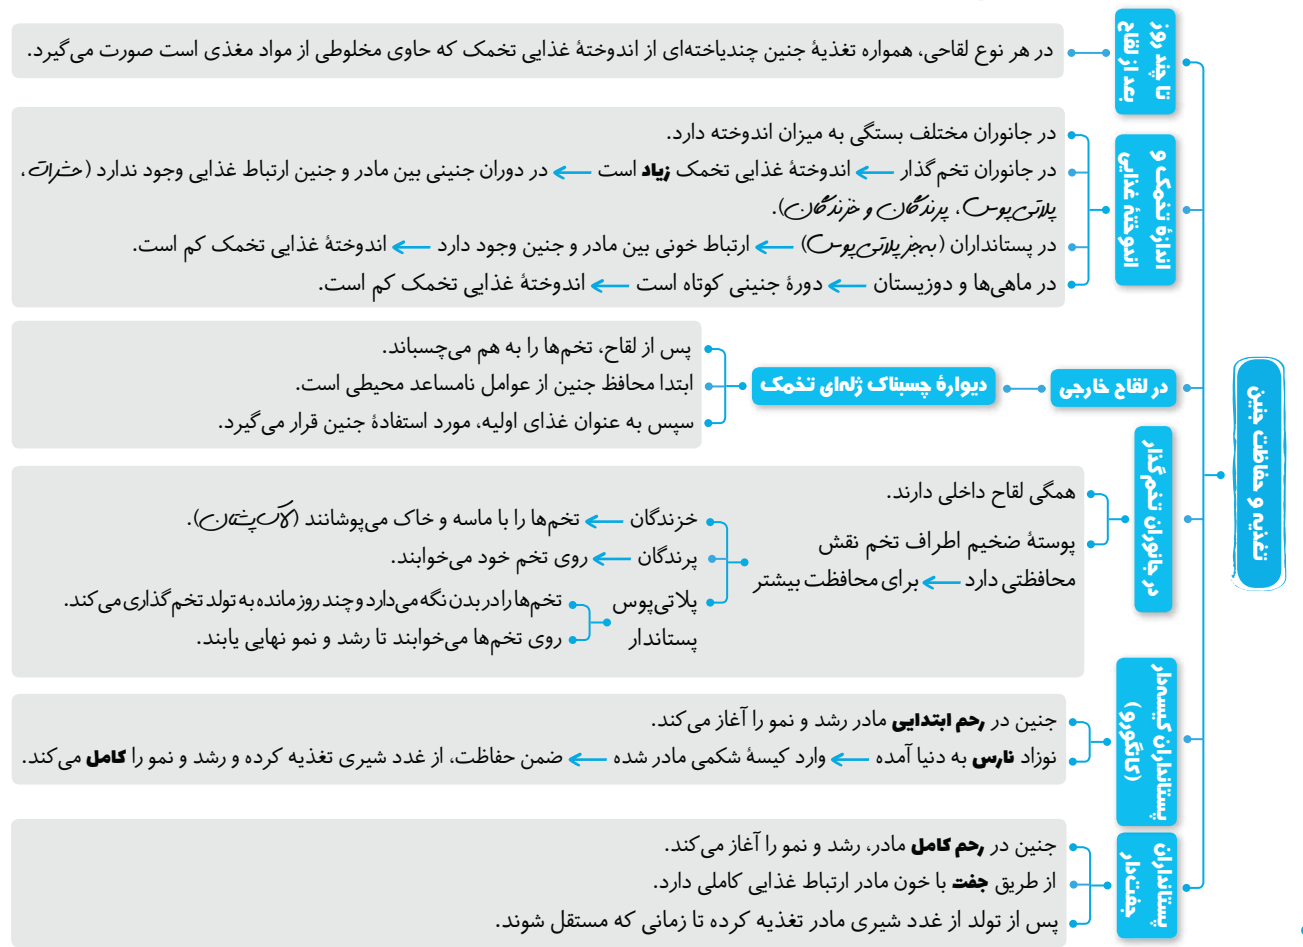 تغذیه و حفاظت جنین
تا چند روز
بعد از لقاح
در هر نوع لقاحی، همواره تغذیهٔ جنین چندیاخته‌ای از اندوختهٔ غذایی تخمک که حاوی مخلوطی از مواد مغذی است صورت می‌گیرد.
اندازهٔ تخمک و
اندوختهٔ غذایی
در جانوران مختلف بستگی به میزان اندوخته دارد.
در جانوران تخم‌گذار ← اندوختهٔ غذایی تخمک زیاد است ← در دوران جنینی بین مادر و جنین ارتباط غذایی وجود ندارد (حشرات،
پلاتی‌پوس، پرندگان و خزندگان).
در پستانداران (به‌جز پلاتی‌پوس) ← ارتباط خونی بین مادر و جنین وجود دارد ← اندوختهٔ غذایی تخمک کم است.
در ماهی‌ها و دوزیستان ← دورهٔ جنینی کوتاه است ← اندوختهٔ غذایی تخمک کم است.
در لقاح خارجی
دیوارهٔ چسبناک ژله‌ای تخمک
پس از لقاح، تخم‌ها را به هم می‌چسباند.
ابتدا محافظ جنین از عوامل نامساعد محیطی است.
سپس به عنوان غذای اولیه، مورد استفادهٔ جنین قرار می‌گیرد.
در جانوران تخم‌گذار
همگی لقاح داخلی دارند.
پوستهٔ ضخیم اطراف تخم نقش
محافظتی دارد ← برای محافظت بیشتر
خزندگان ← تخم‌ها را با ماسه و خاک می‌پوشانند (لاک‌پشتان).
پرندگان ← روی تخم خود می‌خوابند.
پلاتی‌پوس
پستاندار
تخم‌ها را در بدن نگه می‌دارد و چند روز مانده به تولد تخم‌گذاری می‌کند.
روی تخم‌ها می‌خوابند تا رشد و نمو نهایی یابند.
پستانداران کیسه‌دار
(کانگورو)
جنین در رحم ابتدایی مادر رشد و نمو را آغاز می‌کند.
نوزاد نارس به دنیا آمده ← وارد کیسهٔ شکمی مادر شده ← ضمن حفاظت، از غدد شیری تغذیه کرده و رشد و نمو را کامل می‌کند.
پستانداران
جفت‌دار
جنین در رحم کامل مادر، رشد و نمو را آغاز می‌کند.
از طریق جفت با خون مادر ارتباط غذایی کاملی دارد.
پس از تولد از غدد شیری مادر تغذیه کرده تا زمانی که مستقل شوند.